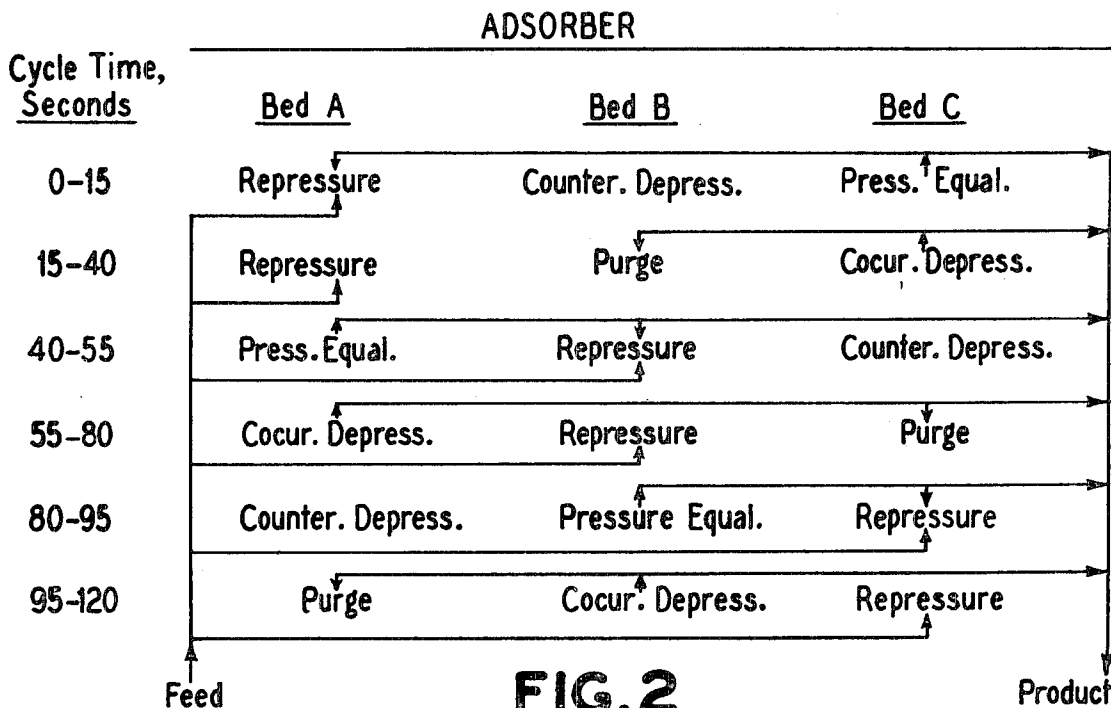 ADSORBER
Cycle Time,
Seconds Bed A Bed B Bed C
0-15 Repressure Counter. Depress. Press. Equal.
15-40 Repressure Purge Cocur. Depress.
40-55 Press. Equal. Repressure Counter. Depress.
55-80 Cocur. Depress. Repressure Purge
80-95 Counter. Depress. Pressure Equal. Repressure
95-120 Purge Cocur. Depress. Repressure
Feed FIG. 2 Product